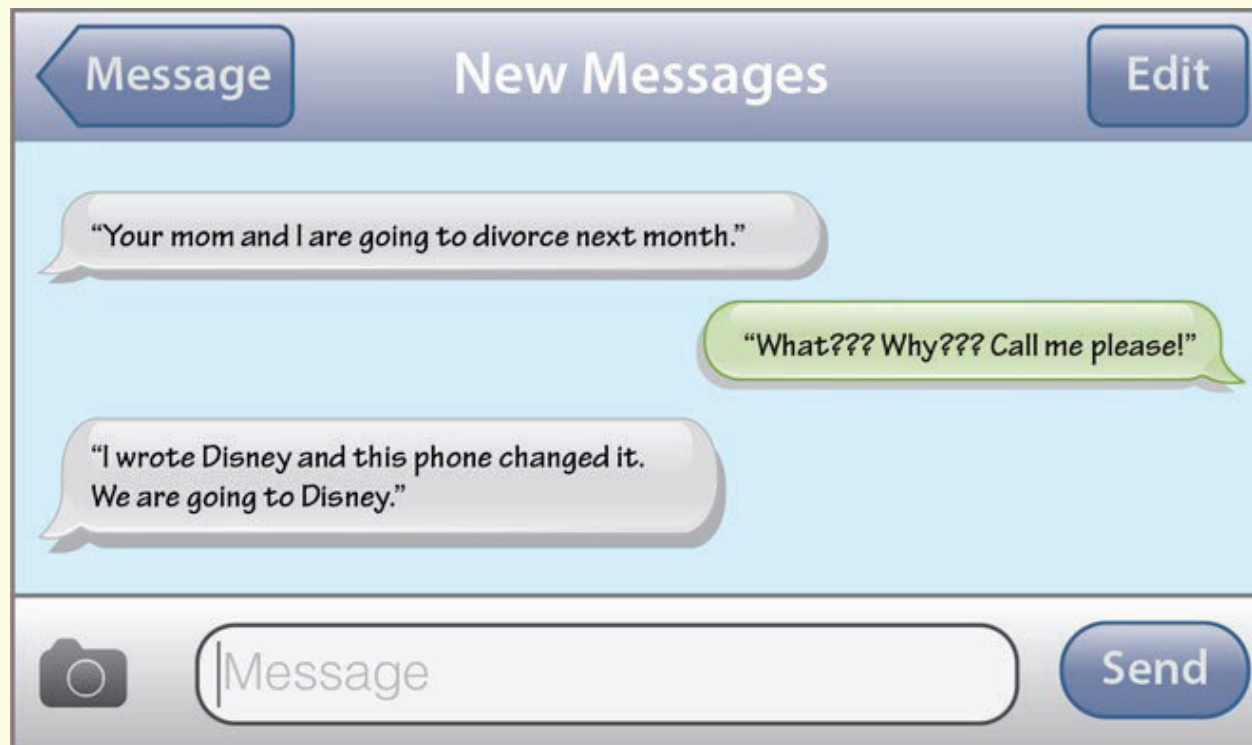 Message
New Messages
Edit
“Your mom and I are going to divorce next month.”
“What??? Why??? Call me please!”
“I wrote Disney and this phone changed it.
We are going to Disney.”
Message
Send